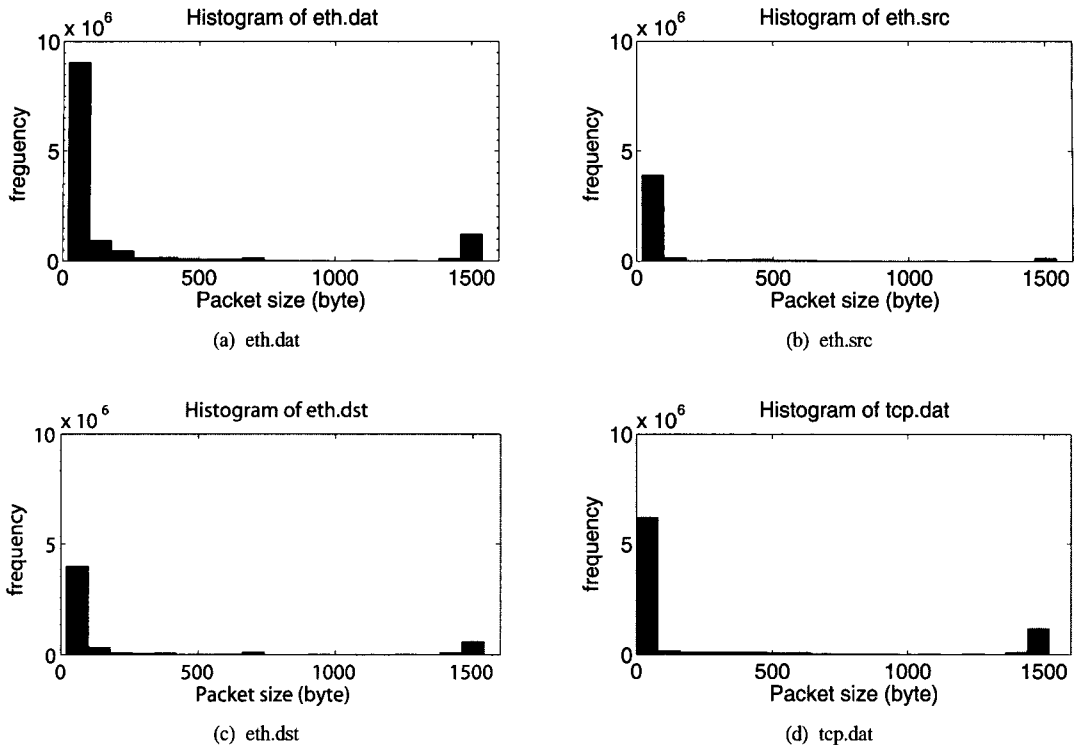 Histogram of eth.dat
x 10 6
10
5
0
freguency
0 500 1000 1500
Packet size (byte)
(a) eth.dat
Histogram of eth.src
x 10 6
10
5
0
frequency
0 500 1000 1500
Packet size (byte)
(b) eth.src
Histogram of eth.dst
x 10 6
10
5
0
frequency
0 500 1000 1500
Packet size (byte)
(c) eth.dst
Histogram of tcp.dat
x 10 6
10
5
0
frequency
0 500 1000 1500
Packet size (byte)
(d) tcp.dat